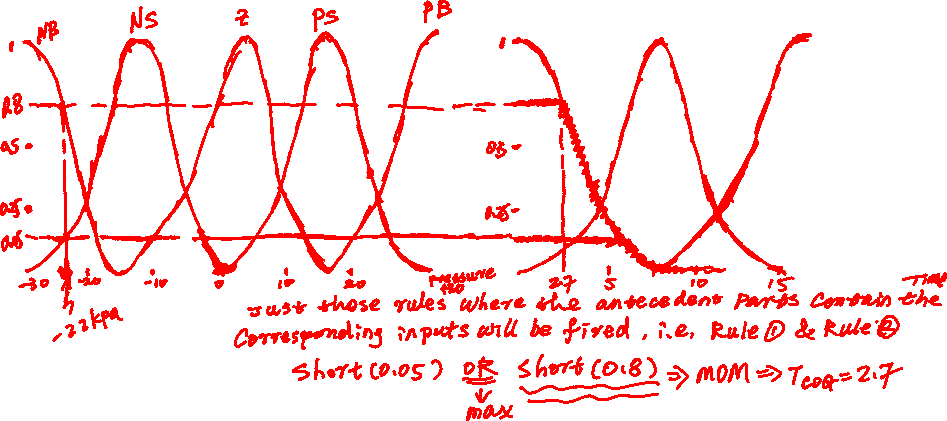 NB NS Z PS PB
1 1
0.8
0.5 0.5
0.25 0.25
0.05
-30 -20 -10 0 10 20 +30 Pressure 2.7 5 10 15 Time
-22kpa
Just those rules where the antecedent parts contain the
corresponding inputs will be fired, i.e, Rule ① & Rule ②
Short(0.05) OR Short(0.8) ⇒ MOM ⇒ T_COG = 2.7
max